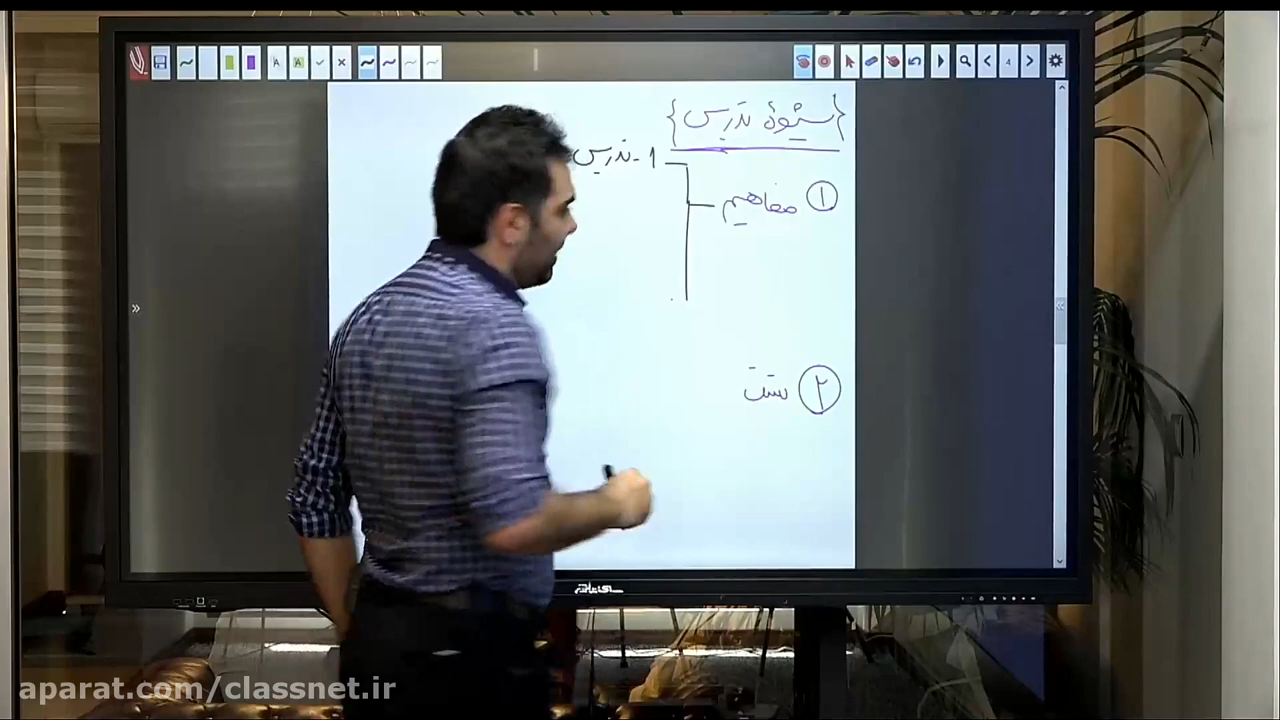 {شیوهٔ تدریس}
① مفاهیم
۱- تدریس
② تست
aparat.com/classnet.ir